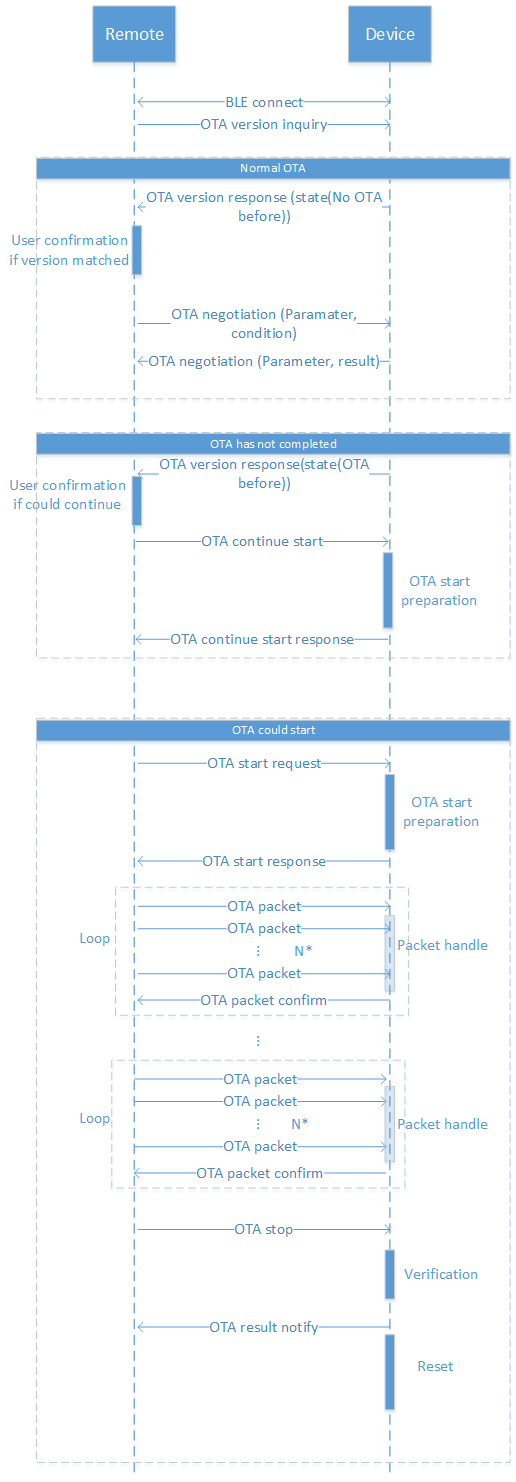 Remote
Device
BLE connect
OTA version inquiry
Normal OTA
OTA version response (state(No OTA
before))
User confirmation
if version matched
OTA negotiation (Paramater,
condition)
OTA negotiation (Parameter, result)
OTA has not completed
OTA version response(state(OTA
before))
User confirmation
if could continue
OTA continue start
OTA start
preparation
OTA continue start response
OTA could start
OTA start request
OTA start
preparation
OTA start response
OTA packet
Loop
OTA packet
Packet handle
⋮ N*
OTA packet
OTA packet confirm
⋮
OTA packet
OTA packet
Loop
⋮ N*
Packet handle
OTA packet
OTA packet confirm
OTA stop
Verification
OTA result notify
Reset